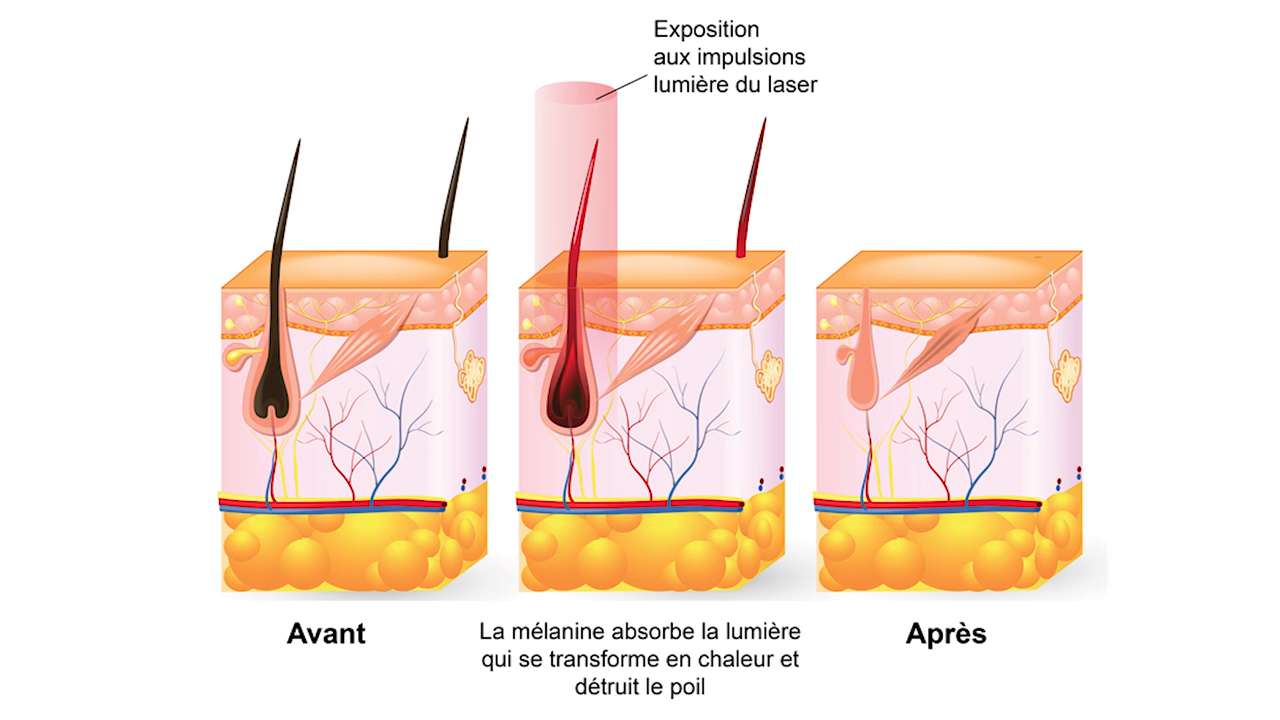 Exposition
aux impulsions
lumière du laser
Avant
La mélanine absorbe la lumière
qui se transforme en chaleur et
détruit le poil
Après